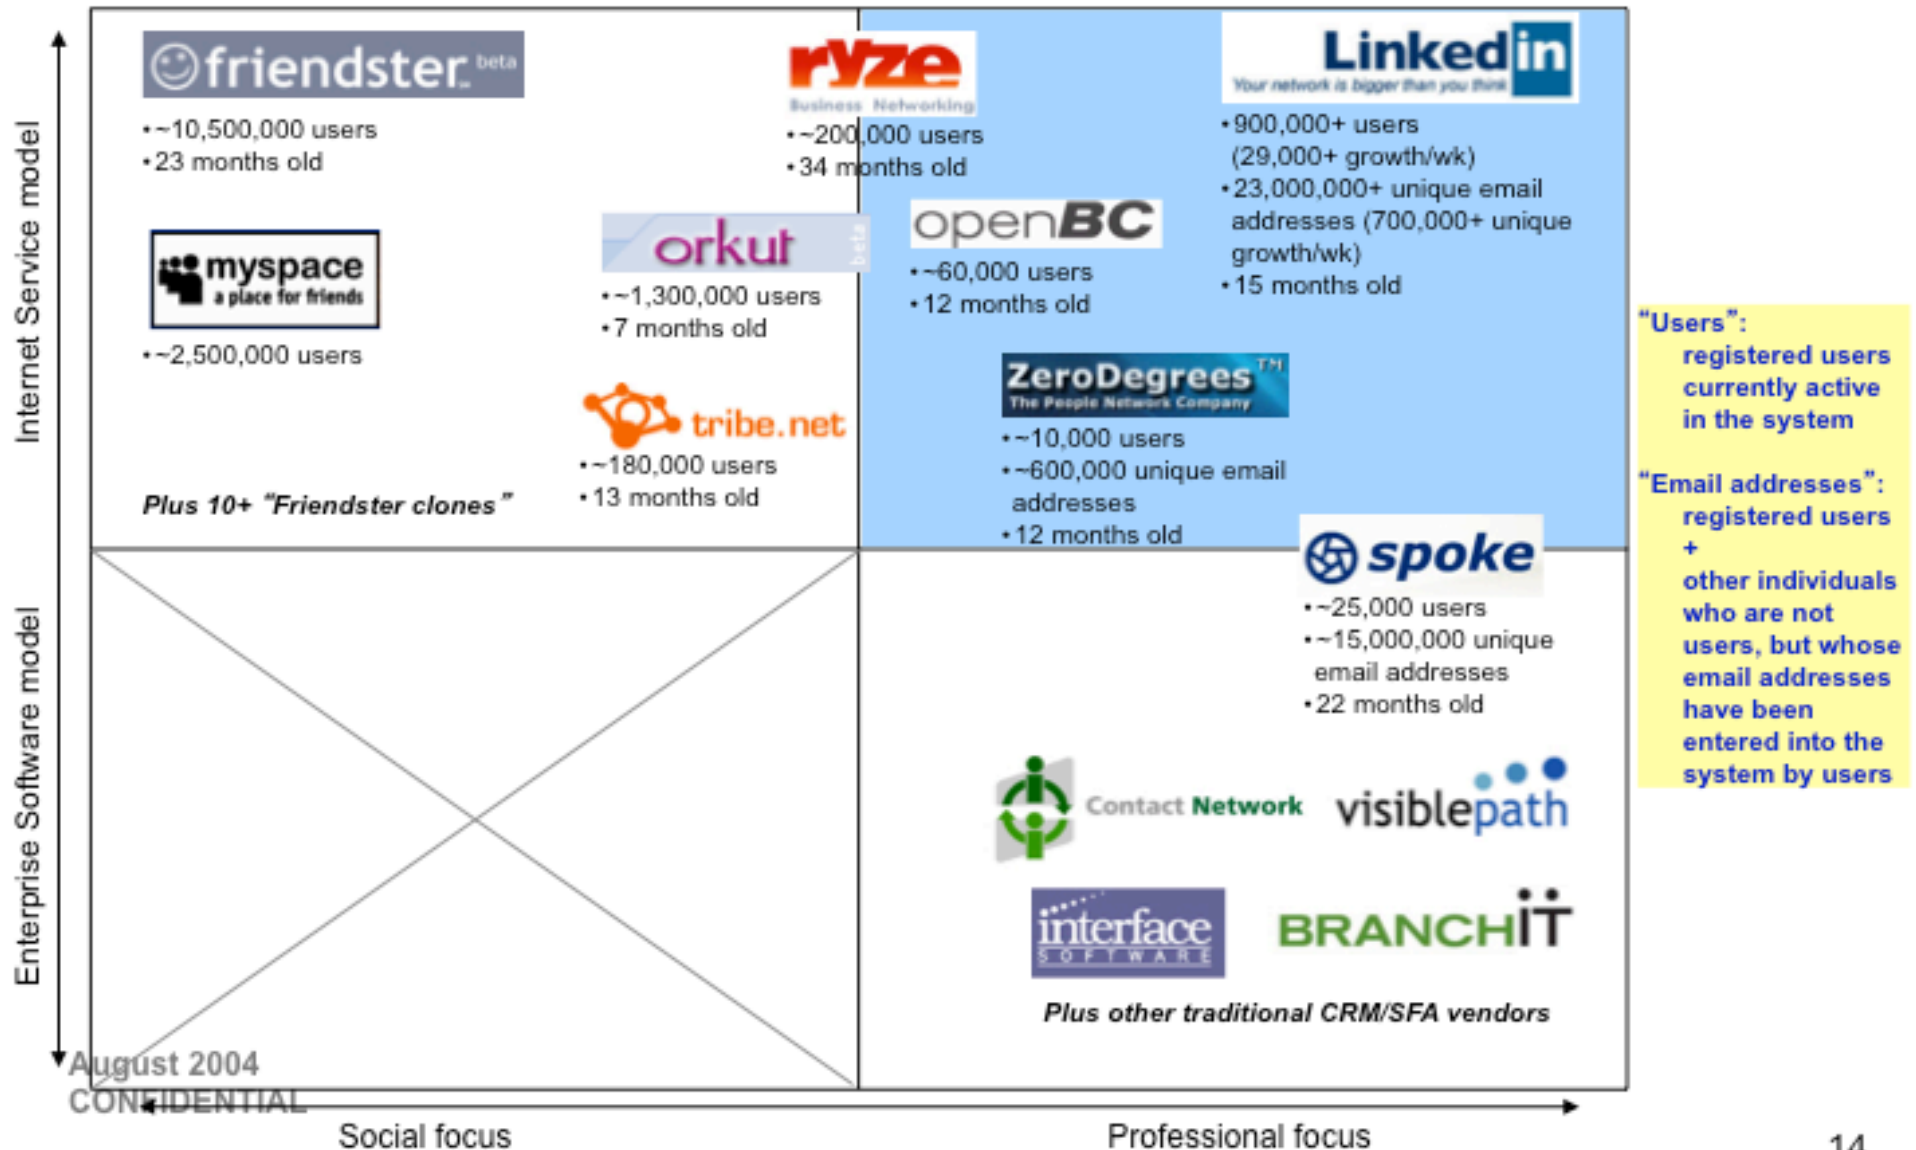 Internet Service model
Enterprise Software model
friendster beta
•~10,500,000 users
•23 months old
myspace
a place for friends
•~2,500,000 users
Plus 10+ “Friendster clones”
ryze
Business Networking
•~200,000 users
•34 months old
orkut beta
•~1,300,000 users
•7 months old
tribe.net
•~180,000 users
•13 months old
openBC
•~60,000 users
•12 months old
Linked in
Your network is bigger than you think
•900,000+ users
(29,000+ growth/wk)
•23,000,000+ unique email
addresses (700,000+ unique
growth/wk)
•15 months old
ZeroDegrees™
The People Network Company
•~10,000 users
•~600,000 unique email
addresses
•12 months old
spoke
•~25,000 users
•~15,000,000 unique
email addresses
•22 months old
Contact Network
visiblepath
interface
SOFTWARE
BRANCHiT
Plus other traditional CRM/SFA vendors
“Users”:
registered users
currently active
in the system
“Email addresses”:
registered users
+
other individuals
who are not
users, but whose
email addresses
have been
entered into the
system by users
August 2004
CONFIDENTIAL
Social focus
Professional focus
14